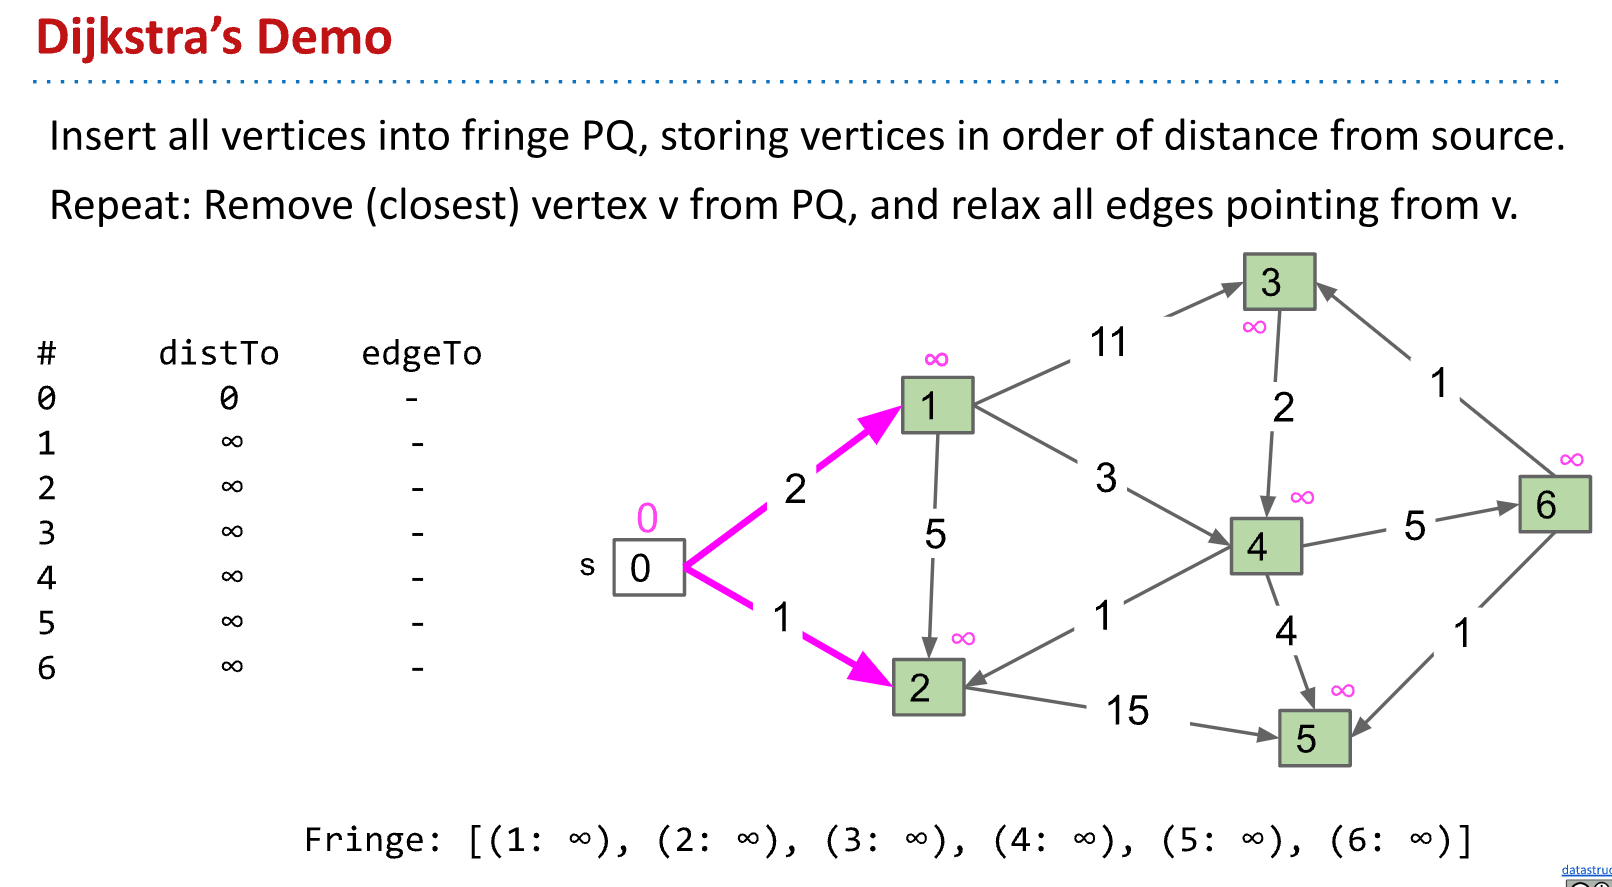 Dijkstra's Demo
Insert all vertices into fringe PQ, storing vertices in order of distance from source.
Repeat: Remove (closest) vertex v from PQ, and relax all edges pointing from v.
# distTo edgeTo
0 0 -
1 ∞ -
2 ∞ -
3 ∞ -
4 ∞ -
5 ∞ -
6 ∞ -
3
∞
11
∞
1
2
1
2
3
∞
∞
6
0
s 0
5
4
5
1
1
4
1
∞
2
15
∞
5
Fringe: [(1: ∞), (2: ∞), (3: ∞), (4: ∞), (5: ∞), (6: ∞)]
datastruc